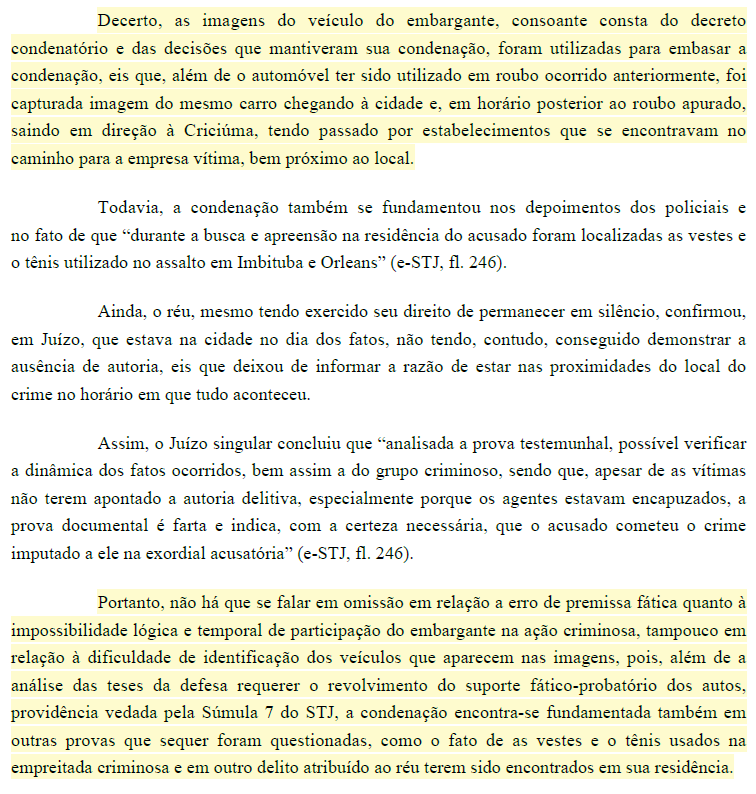 Decerto, as imagens do veículo do embargante, consoante consta do decreto
condenatório e das decisões que mantiveram sua condenação, foram utilizadas para embasar a
condenação, eis que, além de o automóvel ter sido utilizado em roubo ocorrido anteriormente, foi
capturada imagem do mesmo carro chegando à cidade e, em horário posterior ao roubo apurado,
saindo em direção à Criciúma, tendo passado por estabelecimentos que se encontravam no
caminho para a empresa vítima, bem próximo ao local.
Todavia, a condenação também se fundamentou nos depoimentos dos policiais e
no fato de que “durante a busca e apreensão na residência do acusado foram localizadas as vestes e
o tênis utilizado no assalto em Imbituba e Orleans” (e-STJ, fl. 246).
Ainda, o réu, mesmo tendo exercido seu direito de permanecer em silêncio, confirmou,
em Juízo, que estava na cidade no dia dos fatos, não tendo, contudo, conseguido demonstrar a
ausência de autoria, eis que deixou de informar a razão de estar nas proximidades do local do
crime no horário em que tudo aconteceu.
Assim, o Juízo singular concluiu que “analisada a prova testemunhal, possível verificar
a dinâmica dos fatos ocorridos, bem assim a do grupo criminoso, sendo que, apesar de as vítimas
não terem apontado a autoria delitiva, especialmente porque os agentes estavam encapuzados, a
prova documental é farta e indica, com a certeza necessária, que o acusado cometeu o crime
imputado a ele na exordial acusatória” (e-STJ, fl. 246).
Portanto, não há que se falar em omissão em relação a erro de premissa fática quanto à
impossibilidade lógica e temporal de participação do embargante na ação criminosa, tampouco em
relação à dificuldade de identificação dos veículos que aparecem nas imagens, pois, além de a
análise das teses da defesa requerer o revolvimento do suporte fático-probatório dos autos,
providência vedada pela Súmula 7 do STJ, a condenação encontra-se fundamentada também em
outras provas que sequer foram questionadas, como o fato de as vestes e o tênis usados na
empreitada criminosa e em outro delito atribuído ao réu terem sido encontrados em sua residência.